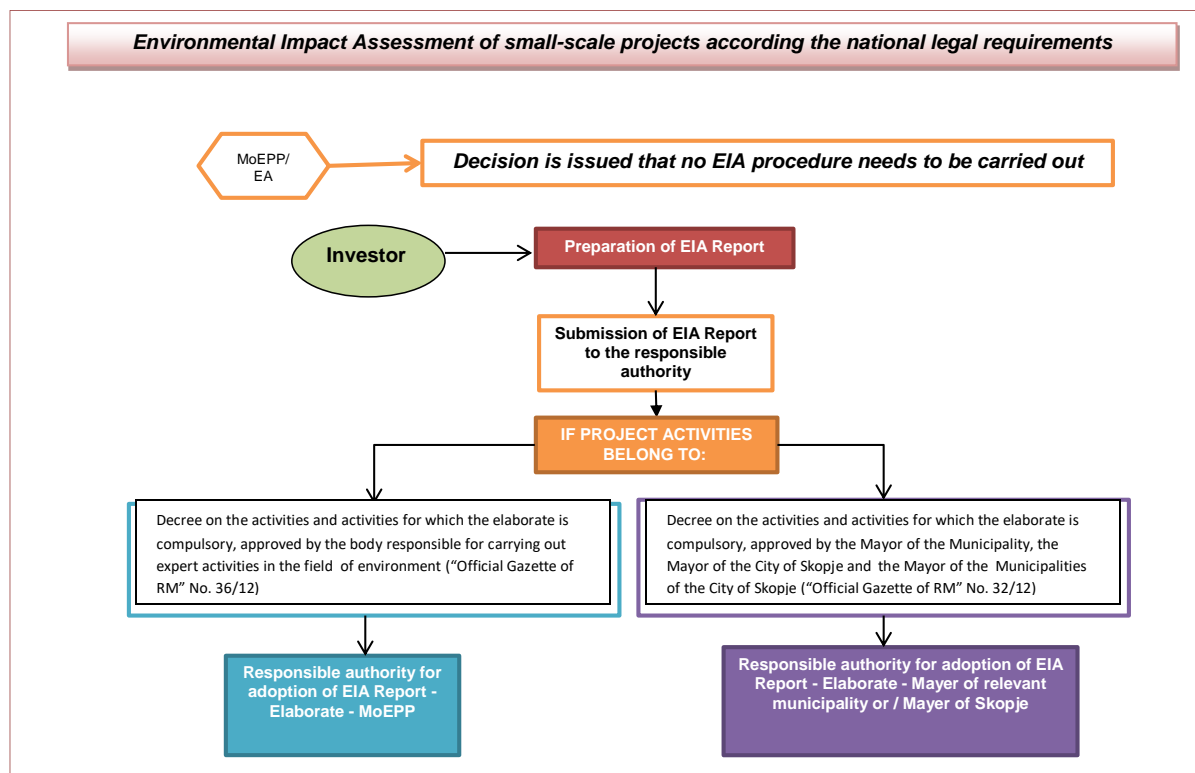 Environmental Impact Assessment of small-scale projects according the national legal requirements
MoEPP/
EA
Decision is issued that no EIA procedure needs to be carried out
Investor
Preparation of EIA Report
Submission of EIA Report
to the responsible
authority
IF PROJECT ACTIVITIES
BELONG TO:
Decree on the activities and activities for which the elaborate is
compulsory, approved by the body responsible for carrying out
expert activities in the field of environment (“Official Gazette of
RM” No. 36/12)
Decree on the activities and activities for which the elaborate is
compulsory, approved by the Mayor of the Municipality, the
Mayor of the City of Skopje and the Mayor of the Municipalities
of the City of Skopje (“Official Gazette of RM” No. 32/12)
Responsible authority for
adoption of EIA Report -
Elaborate - MoEPP
Responsible authority for adoption of EIA
Report - Elaborate - Mayer of relevant
municipality or / Mayer of Skopje